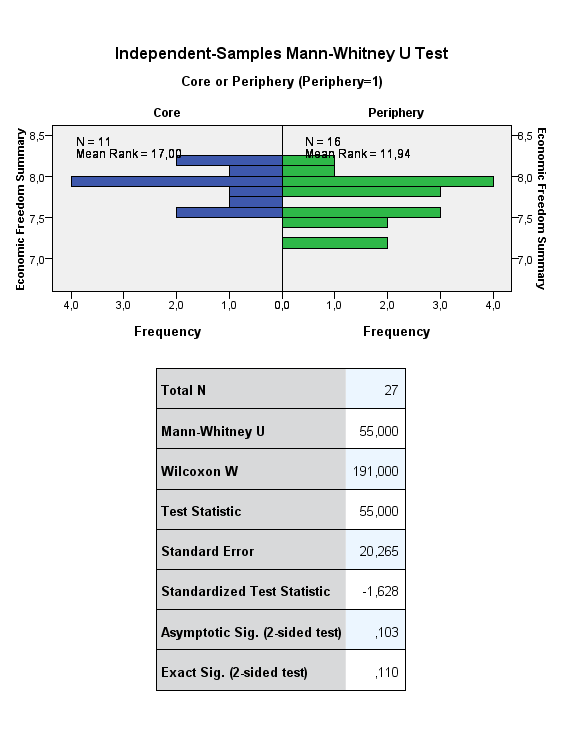 Independent-Samples Mann-Whitney U Test
Core or Periphery (Periphery=1)
Core Periphery
N = 11
Mean Rank = 17,00
N = 16
Mean Rank = 11,94
Economic Freedom Summary
8,5
8,0
7,5
7,0
8,5
8,0
7,5
7,0
Economic Freedom Summary
4,0 3,0 2,0 1,0 0,0 1,0 2,0 3,0 4,0
Frequency Frequency
Total N 27
Mann-Whitney U 55,000
Wilcoxon W 191,000
Test Statistic 55,000
Standard Error 20,265
Standardized Test Statistic -1,628
Asymptotic Sig. (2-sided test) ,103
Exact Sig. (2-sided test) ,110